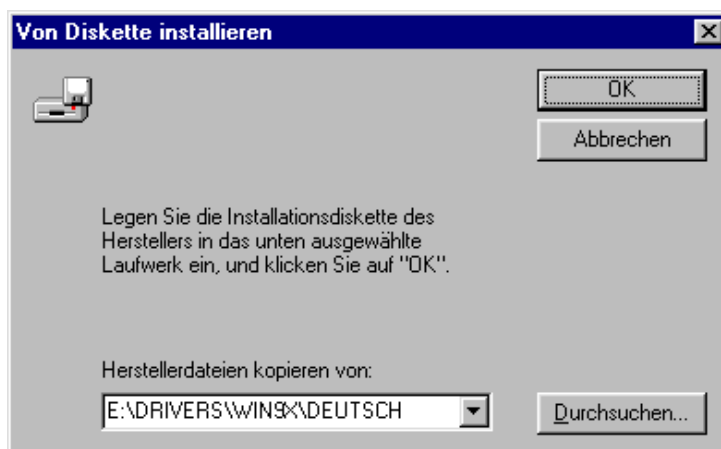 Von Diskette installieren
OK
Abbrechen
Legen Sie die Installationsdiskette des
Herstellers in das unten ausgewählte
Laufwerk ein, und klicken Sie auf "OK".
Herstellerdateien kopieren von:
E:\DRIVERS\WIN9X\DEUTSCH
Durchsuchen...